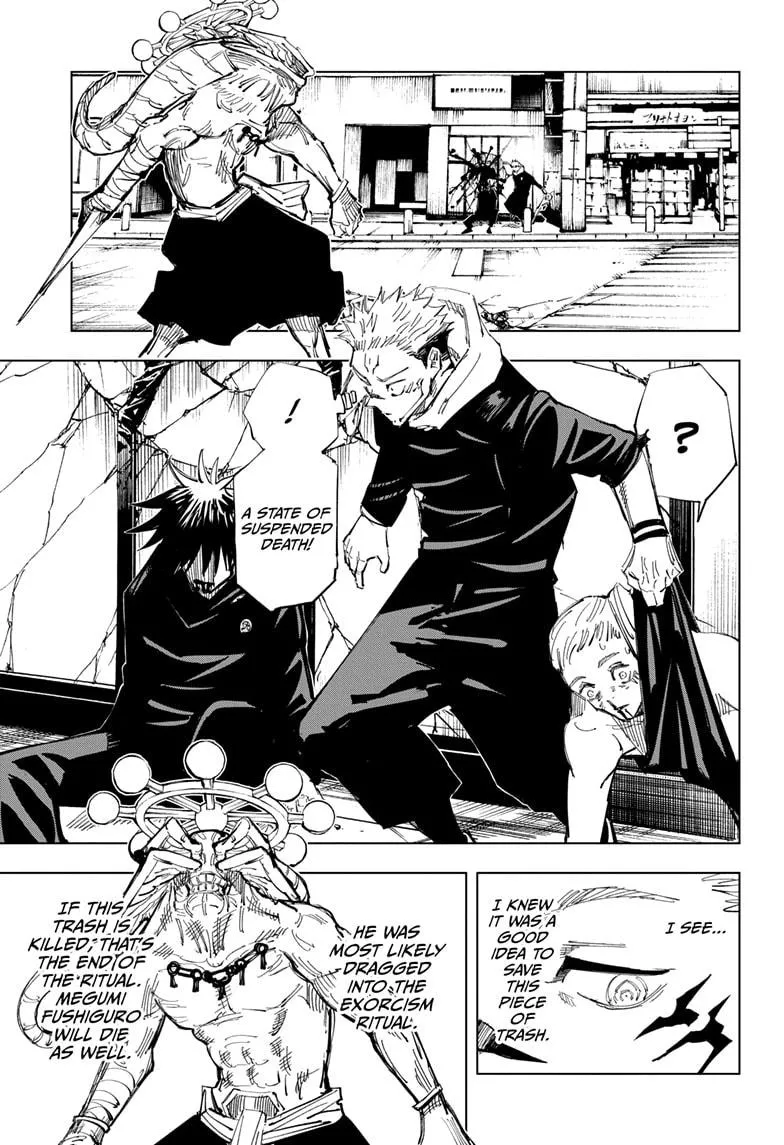 ?
!
A STATE OF
SUSPENDED
DEATH!
I SEE...
I KNEW
IT WAS A
GOOD
IDEA TO
SAVE
THIS
PIECE
OF
TRASH.
HE WAS
MOST LIKELY
DRAGGED
INTO THE
EXORCISM
RITUAL.
IF THIS
TRASH IS
KILLED, THAT'S
THE END OF
THE RITUAL.
MEGUMI
FUSHIGURO
WILL DIE
AS WELL.